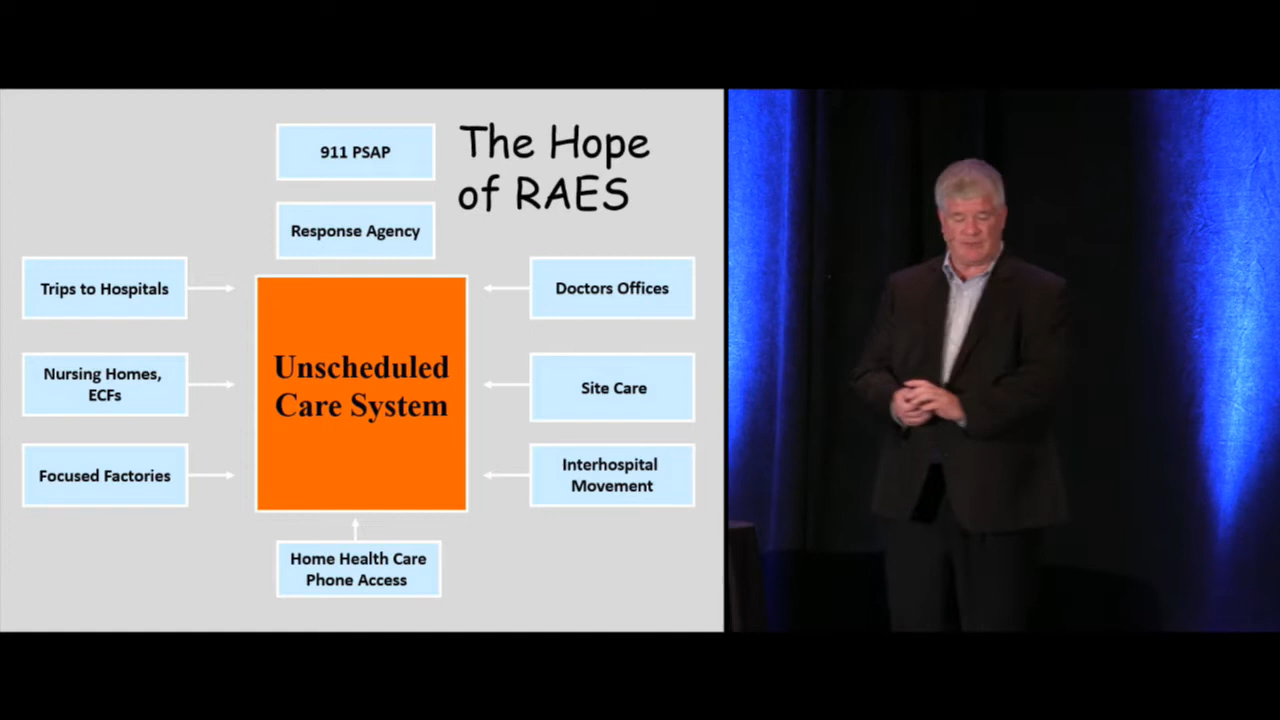 911 PSAP
The Hope
of RAES
Response Agency
Trips to Hospitals
Doctors Offices
Unscheduled
Care System
Nursing Homes,
ECFs
Site Care
Focused Factories
Interhospital
Movement
Home Health Care
Phone Access